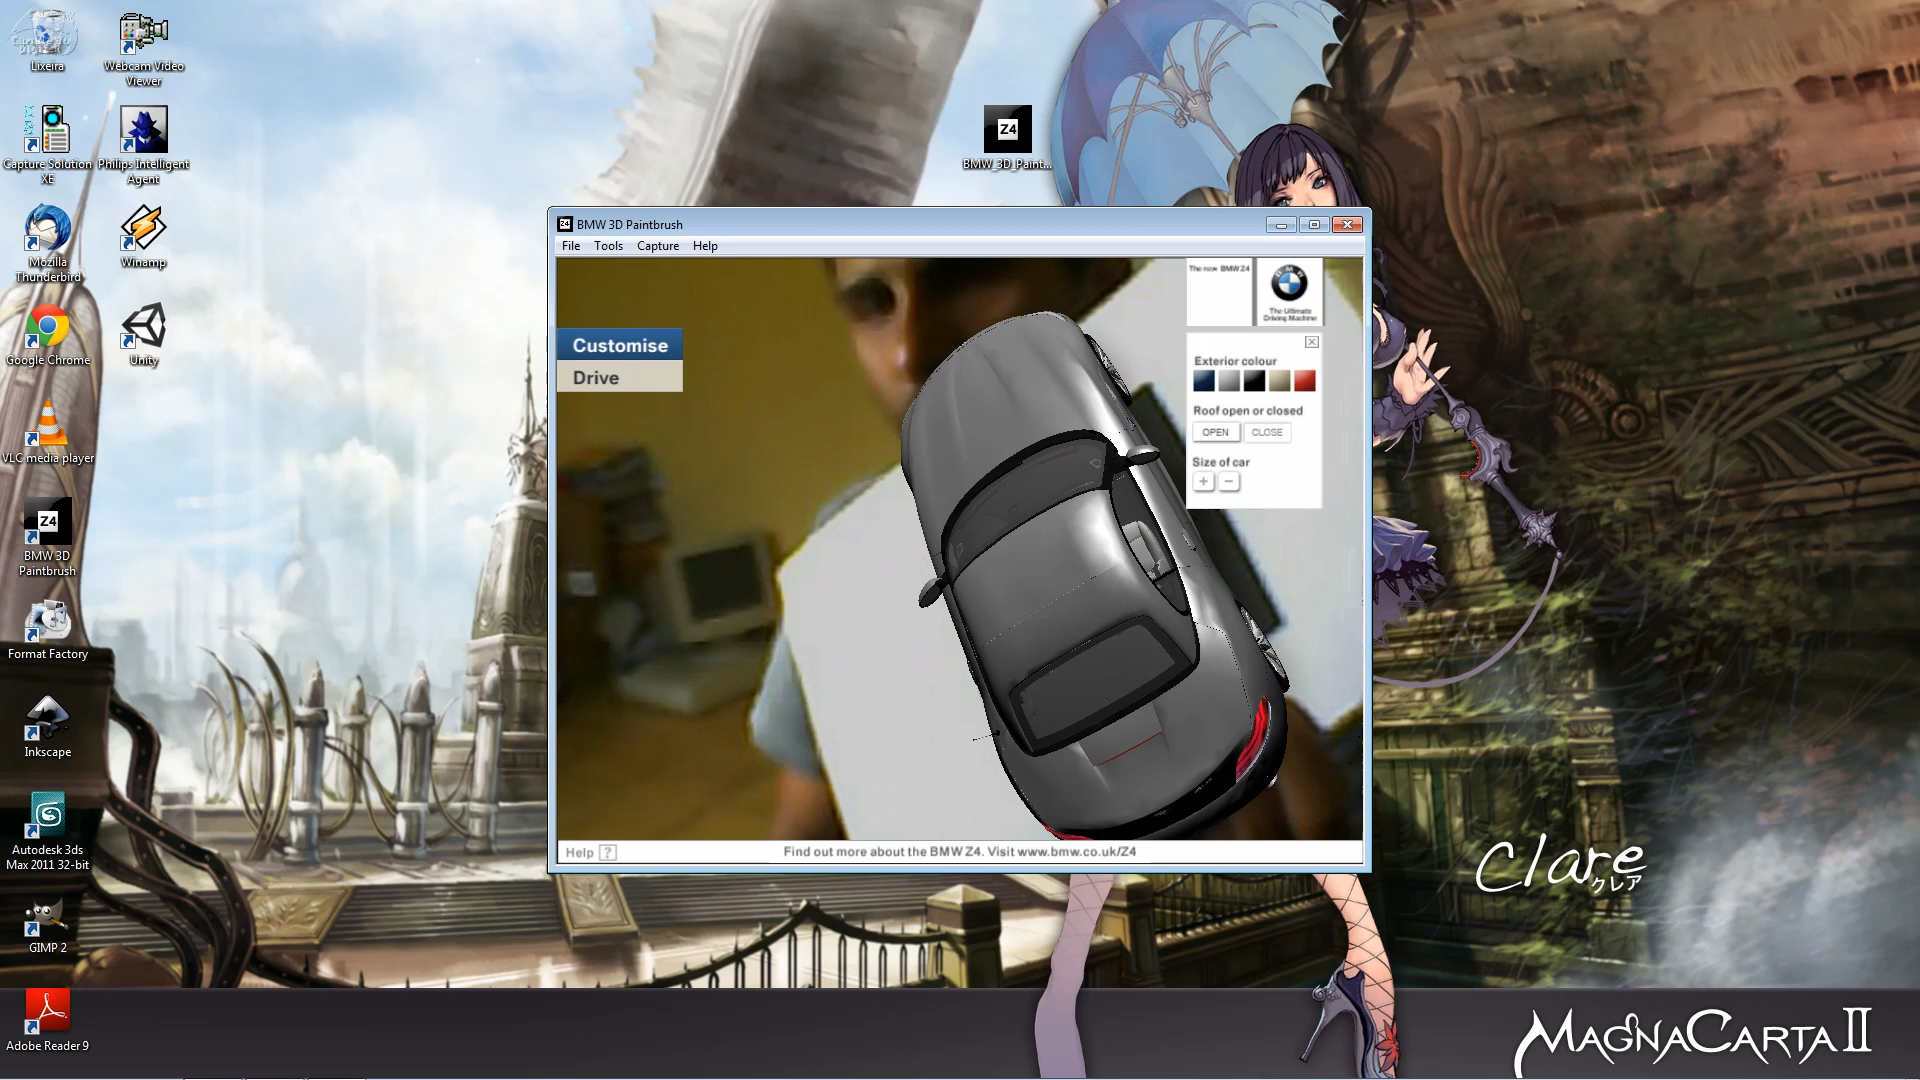 Lixeira
Webcam Video
Viewer
Capture Solution
XE
Philips Intelligent
Agent
Mozilla
Thunderbird
Winamp
Google Chrome
Unity
VLC media player
Z4
BMW 3D
Paintbrush
Format Factory
Inkscape
Autodesk 3ds
Max 2011 32-bit
GIMP 2
Adobe Reader 9
Z4
BMW_3D_Paint...
Z4 BMW 3D Paintbrush
File Tools Capture Help
Customise
Drive
The new BMW Z4
BMW
The Ultimate
Driving Machine
Exterior colour
Roof open or closed
OPEN CLOSE
Size of car
+ −
Help ?
Find out more about the BMW Z4. Visit www.bmw.co.uk/Z4
Clare
クレア
MAGNACARTA II